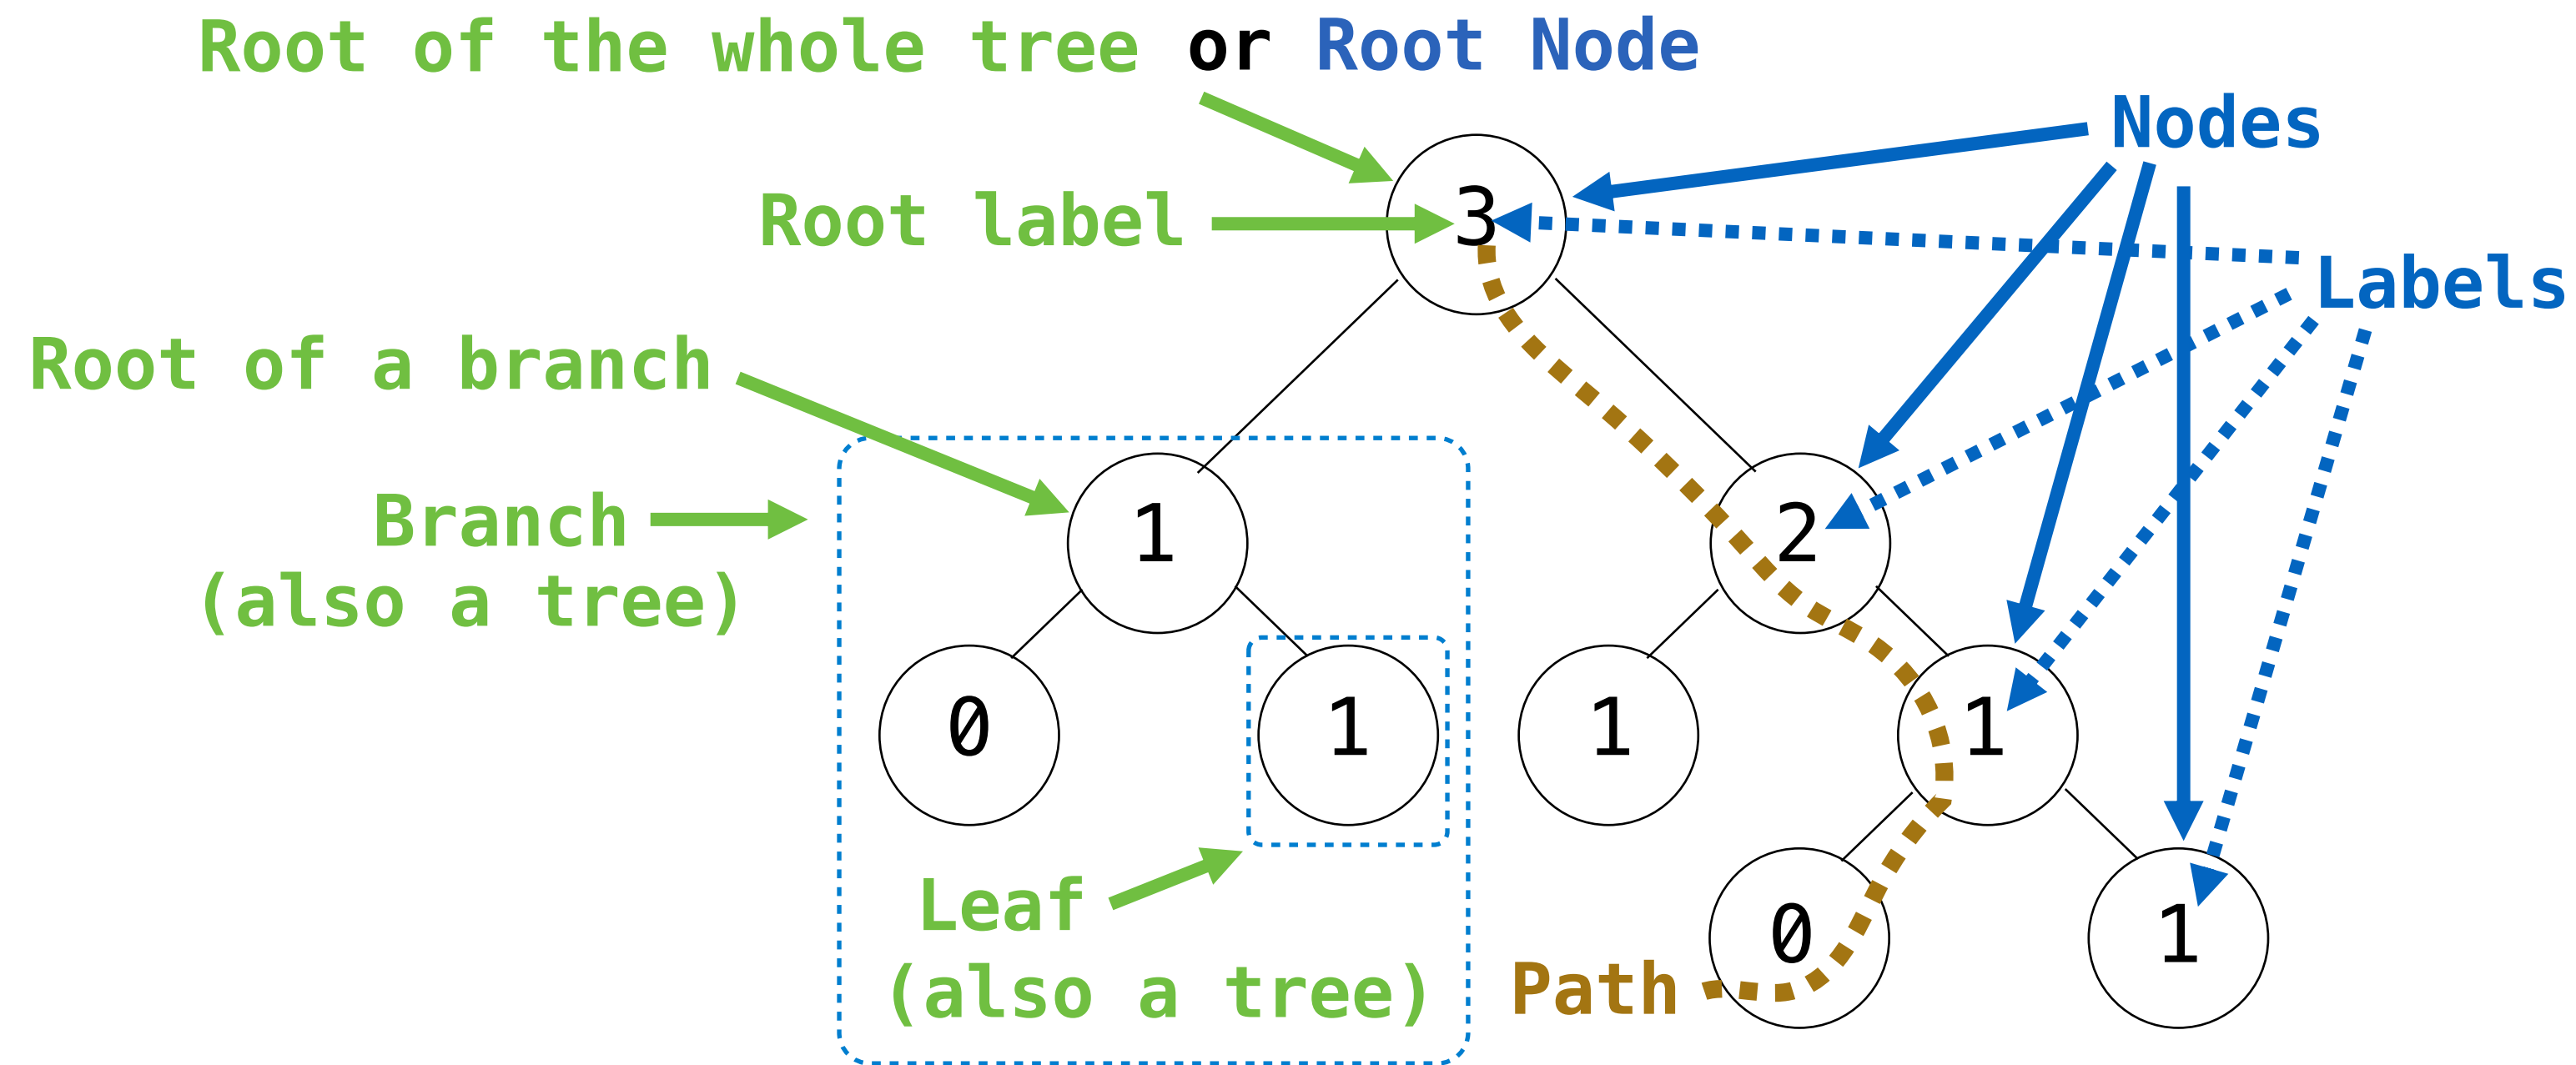 Root of the whole tree or Root Node
Nodes
Root label
3
Labels
Root of a branch
Branch
(also a tree)
1
2
0
1
1
1
Leaf
(also a tree)
Path
0
1